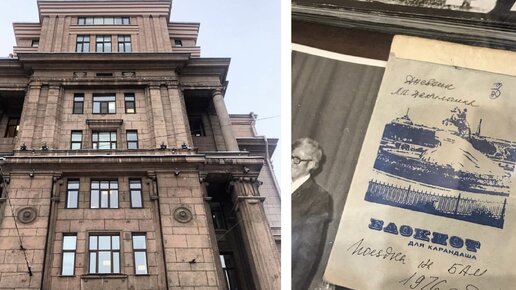 Дневник
БЛОКНОТ
ДЛЯ КАРАНДАША
Поездка на БАМ
1976